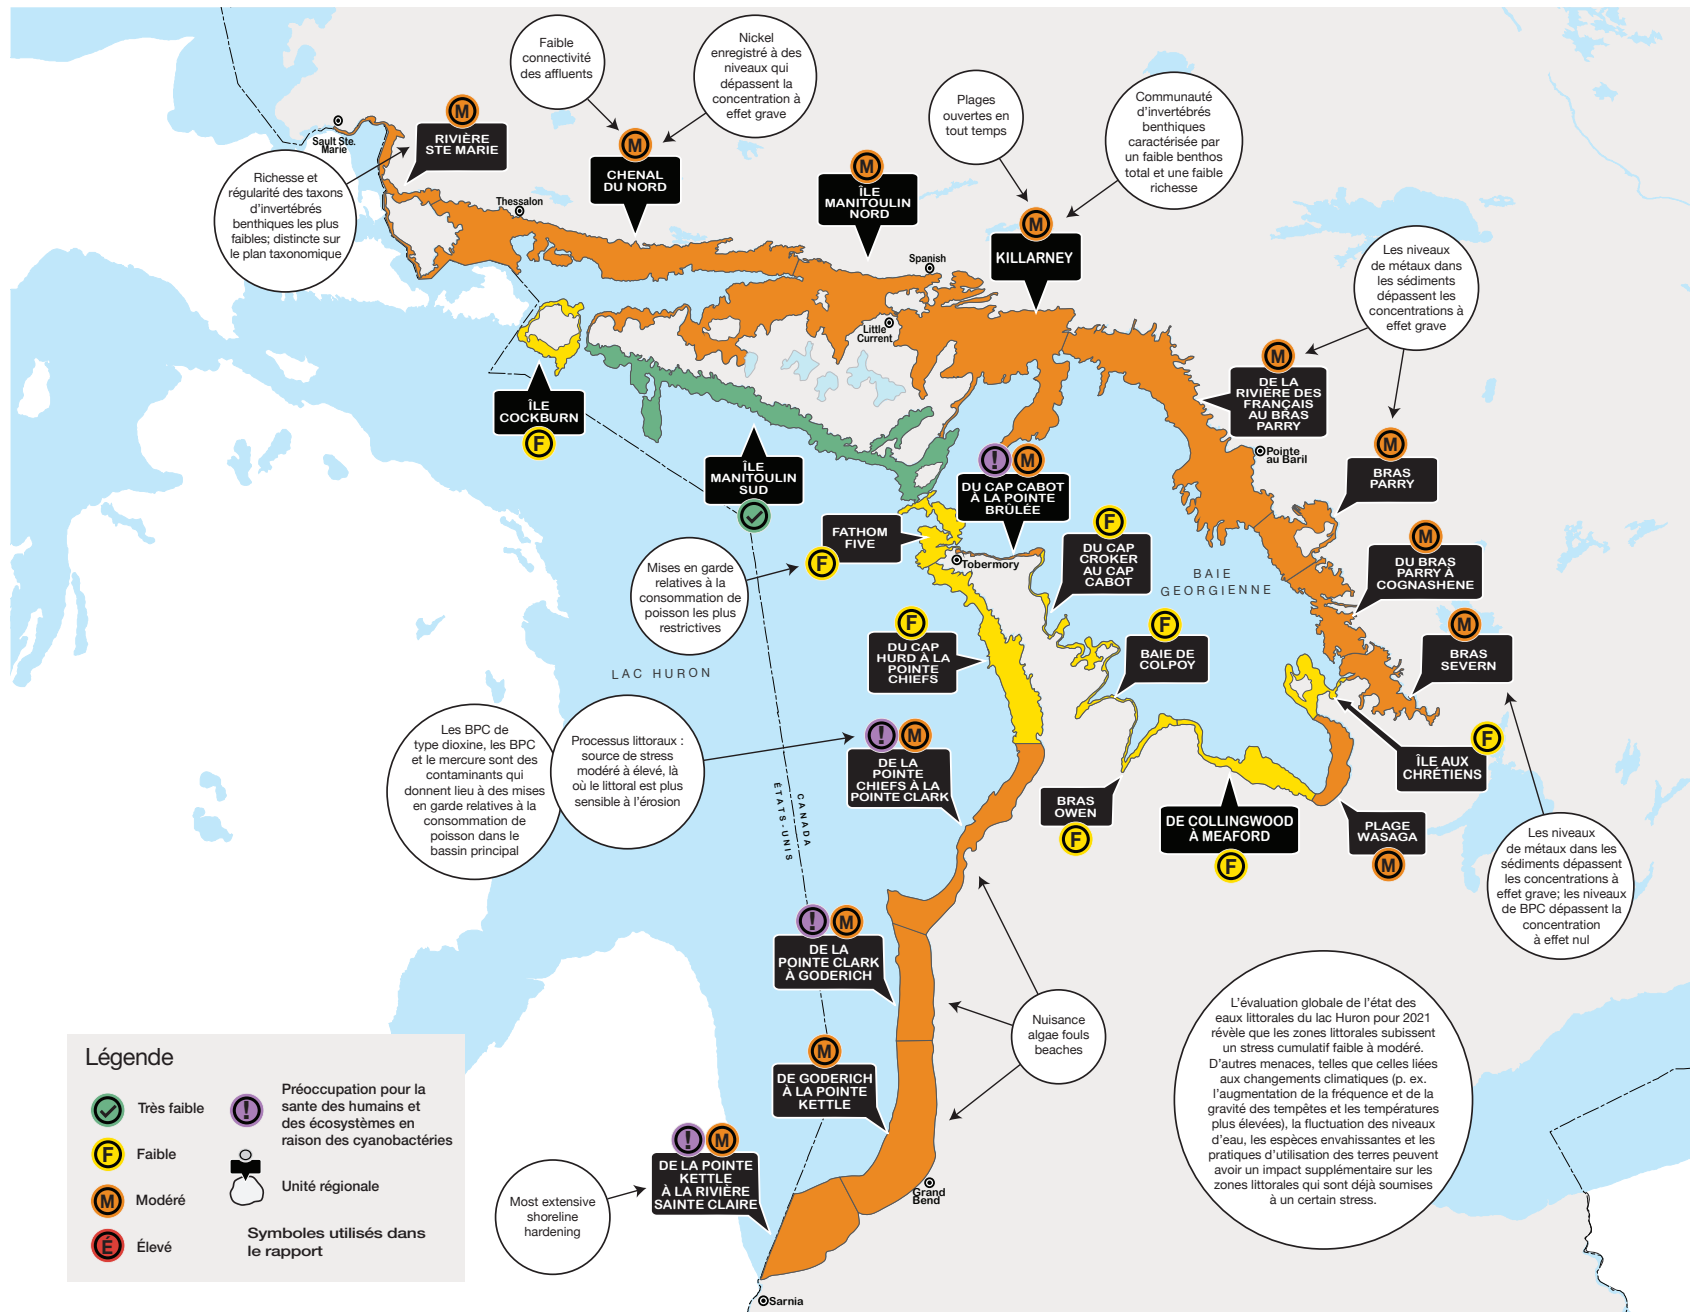 Faible
connectivité
des affluents
Nickel
enregistré à des
niveaux qui
dépassent la
concentration à
effet grave
Plages
ouvertes en
tout temps
Communauté
d'invertébrés
benthiques
caractérisée par
un faible benthos
total et une faible
richesse
Sault Ste.
Marie
M
RIVIÈRE
STE MARIE
Richesse et
régularité des taxons
d'invertébrés
benthiques les plus
faibles; distincte sur
le plan taxonomique
M
CHENAL
DU NORD
Thessalon
M
ÎLE
MANITOULIN
NORD
Spanish
M
KILLARNEY
Little
Current
Les niveaux
de métaux dans
les sédiments
dépassent les
concentrations à
effet grave
M
DE LA
RIVIÈRE DES
FRANÇAIS
AU BRAS
PARRY
Pointe
au Baril
M
BRAS
PARRY
ÎLE
COCKBURN
F
ÎLE
MANITOULIN
SUD
! M
DU CAP CABOT
À LA POINTE
BRÛLÉE
FATHOM
FIVE
F
Tobermory
F
DU CAP
CROKER
AU CAP
CABOT
BAIE
GEORGIENNE
M
DU BRAS
PARRY À
COGNASHENE
Mises en garde
relatives à la
consommation de
poisson les plus
restrictives
F
DU CAP
HURD À LA
POINTE
CHIEFS
F
BAIE DE
COLPOY
M
BRAS
SEVERN
LAC HURON
Les BPC de
type dioxine, les BPC
et le mercure sont des
contaminants qui
donnent lieu à des mises
en garde relatives à la
consommation de
poisson dans le
bassin principal
Processus littoraux :
source de stress
modéré à élevé, là
où le littoral est plus
sensible à l'érosion
! M
DE LA
POINTE
CHIEFS À LA
POINTE CLARK
F
ÎLE AUX
CHRÉTIENS
CANADA
ÉTATS-UNIS
BRAS
OWEN
F
DE COLLINGWOOD
À MEAFORD
F
PLAGE
WASAGA
M
Les niveaux
de métaux dans les
sédiments dépassent
les concentrations à
effet grave; les niveaux
de BPC dépassent la
concentration
à effet nul
! M
DE LA
POINTE CLARK
À GODERICH
Nuisance
algae fouls
beaches
M
DE GODERICH
À LA POINTE
KETTLE
! M
DE LA POINTE
KETTLE
À LA RIVIÈRE
SAINTE CLAIRE
Most extensive
shoreline
hardening
Grand
Bend
Sarnia
L'évaluation globale de l'état des
eaux littorales du lac Huron pour 2021
révèle que les zones littorales subissent
un stress cumulatif faible à modéré.
D'autres menaces, telles que celles liées
aux changements climatiques (p. ex.
l'augmentation de la fréquence et de la
gravité des tempêtes et les températures
plus élevées), la fluctuation des niveaux
d'eau, les espèces envahissantes et les
pratiques d'utilisation des terres peuvent
avoir un impact supplémentaire sur les
zones littorales qui sont déjà soumises
à un certain stress.
Légende
Très faible
F Faible
M Modéré
É Élevé
!
Préoccupation pour la
sante des humains et
des écosystèmes en
raison des cyanobactéries
Unité régionale
Symboles utilisés dans
le rapport